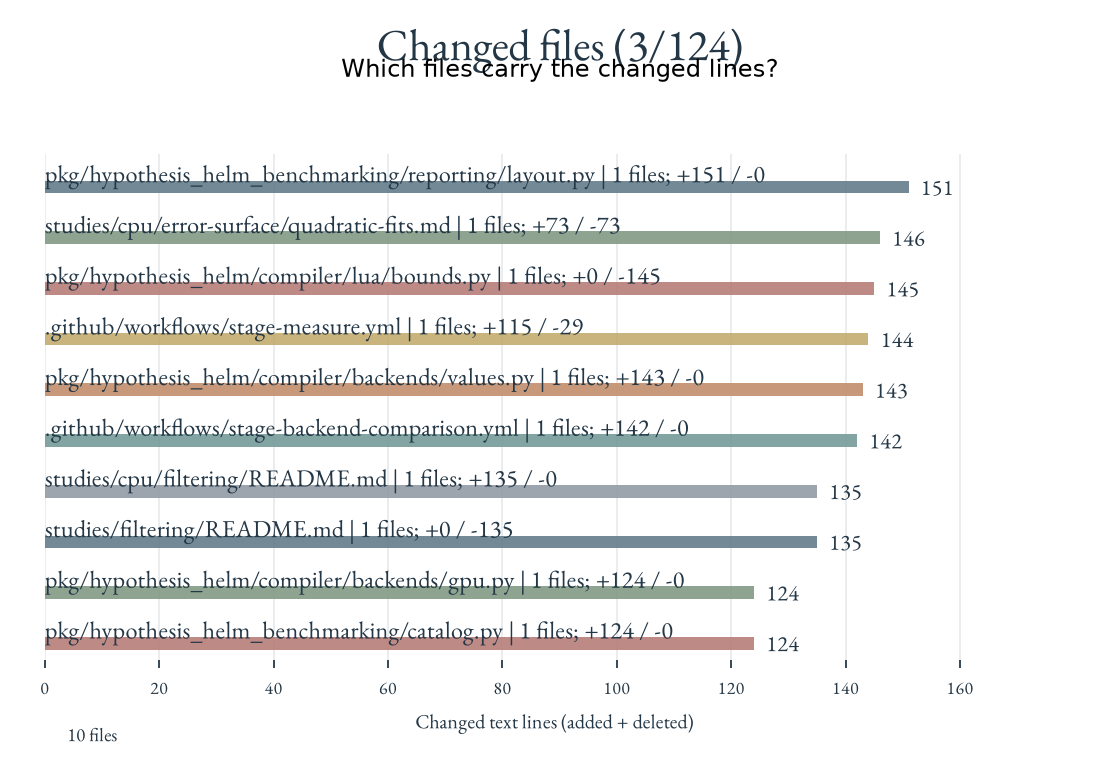 Changed files (3/124)
Which files carry the changed lines?
pkg/hypothesis_helm_benchmarking/reporting/layout.py | 1 files; +151 / -0
151
studies/cpu/error-surface/quadratic-fits.md | 1 files; +73 / -73
146
pkg/hypothesis_helm/compiler/lua/bounds.py | 1 files; +0 / -145
145
.github/workflows/stage-measure.yml | 1 files; +115 / -29
144
pkg/hypothesis_helm/compiler/backends/values.py | 1 files; +143 / -0
143
.github/workflows/stage-backend-comparison.yml | 1 files; +142 / -0
142
studies/cpu/filtering/README.md | 1 files; +135 / -0
135
studies/filtering/README.md | 1 files; +0 / -135
135
pkg/hypothesis_helm/compiler/backends/gpu.py | 1 files; +124 / -0
124
pkg/hypothesis_helm_benchmarking/catalog.py | 1 files; +124 / -0
124
0 20 40 60 80 100 120 140 160
Changed text lines (added + deleted)
10 files